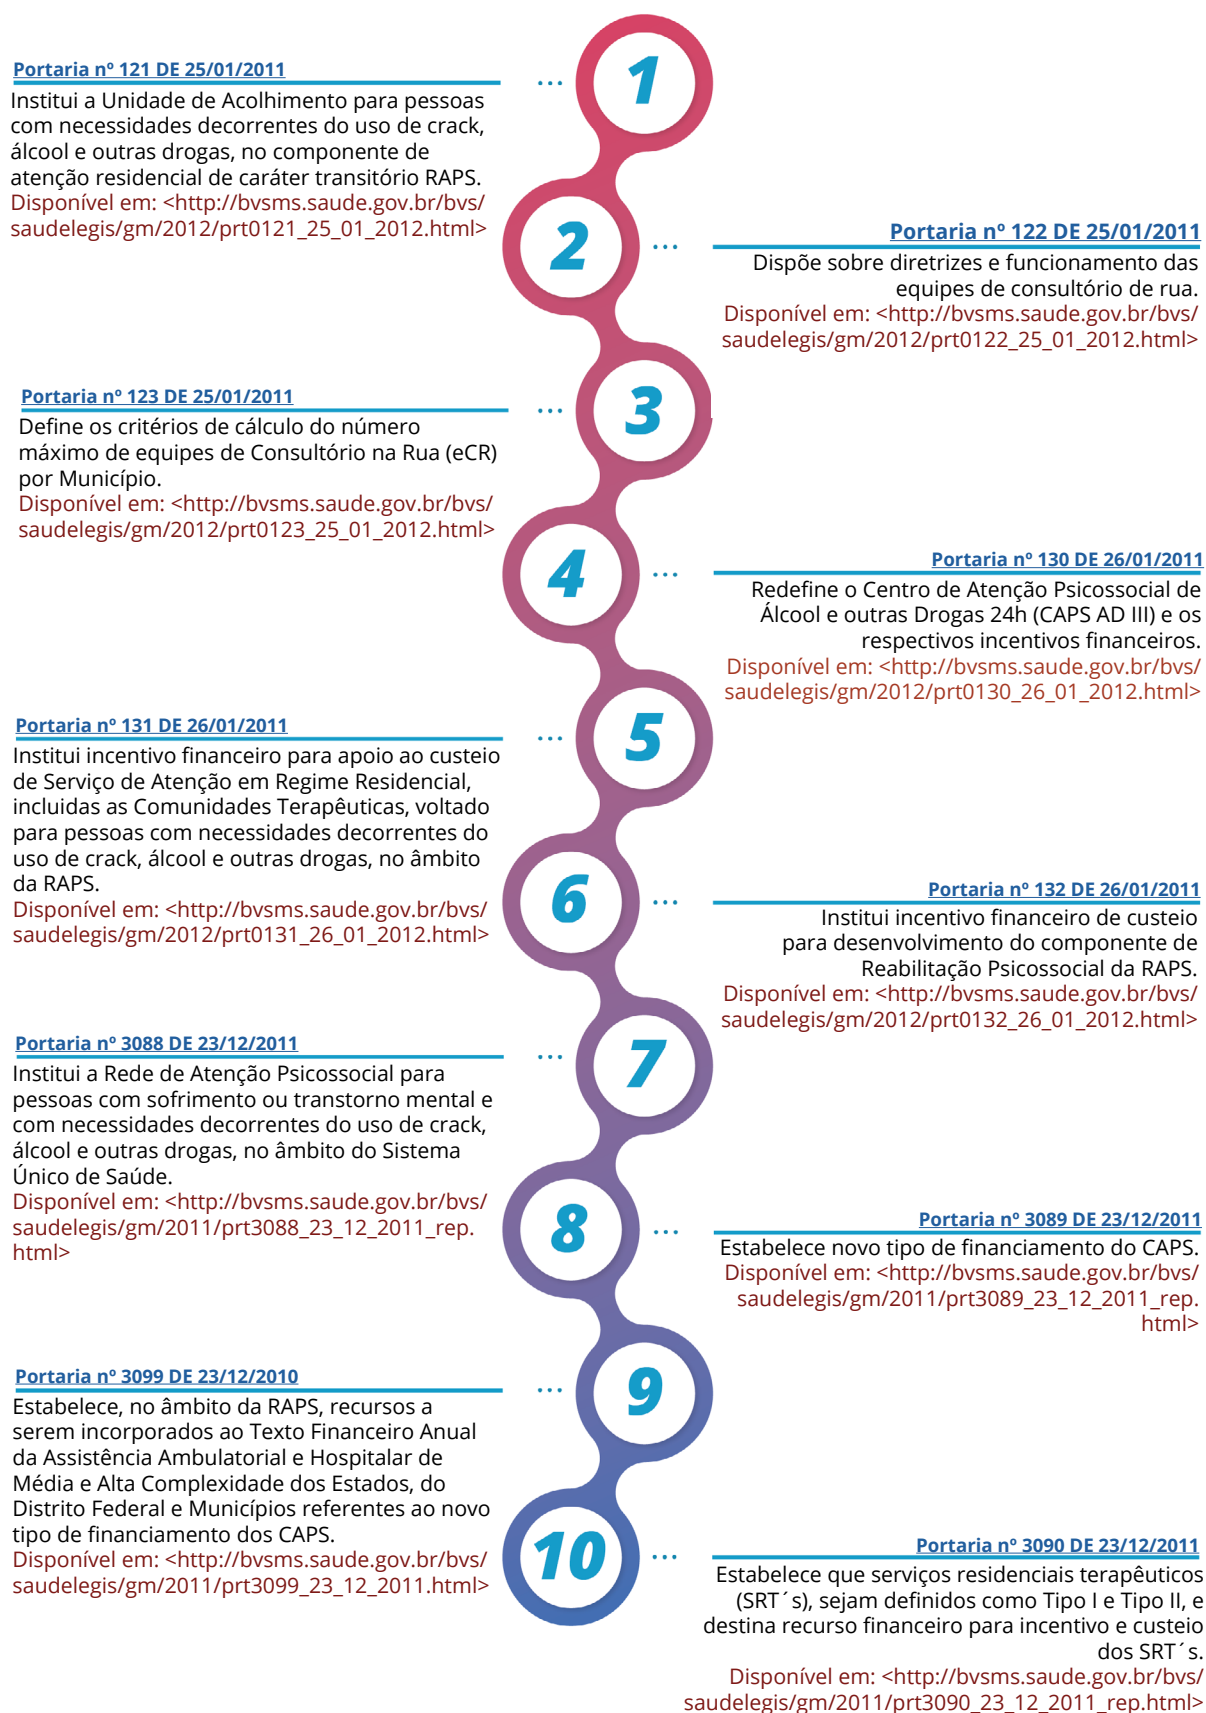 1
Portaria nº 121 DE 25/01/2011
Institui a Unidade de Acolhimento para pessoas
com necessidades decorrentes do uso de crack,
álcool e outras drogas, no componente de
atenção residencial de caráter transitório RAPS.
Disponível em: <http://bvsms.saude.gov.br/bvs/
saudelegis/gm/2012/prt0121_25_01_2012.html>
2
Portaria nº 122 DE 25/01/2011
Dispõe sobre diretrizes e funcionamento das
equipes de consultório de rua.
Disponível em: <http://bvsms.saude.gov.br/bvs/
saudelegis/gm/2012/prt0122_25_01_2012.html>
3
Portaria nº 123 DE 25/01/2011
Define os critérios de cálculo do número
máximo de equipes de Consultório na Rua (eCR)
por Município.
Disponível em: <http://bvsms.saude.gov.br/bvs/
saudelegis/gm/2012/prt0123_25_01_2012.html>
4
Portaria nº 130 DE 26/01/2011
Redefine o Centro de Atenção Psicossocial de
Álcool e outras Drogas 24h (CAPS AD III) e os
respectivos incentivos financeiros.
Disponível em: <http://bvsms.saude.gov.br/bvs/
saudelegis/gm/2012/prt0130_26_01_2012.html>
5
Portaria nº 131 DE 26/01/2011
Institui incentivo financeiro para apoio ao custeio
de Serviço de Atenção em Regime Residencial,
incluidas as Comunidades Terapêuticas, voltado
para pessoas com necessidades decorrentes do
uso de crack, álcool e outras drogas, no âmbito
da RAPS.
Disponível em: <http://bvsms.saude.gov.br/bvs/
saudelegis/gm/2012/prt0131_26_01_2012.html>
6
Portaria nº 132 DE 26/01/2011
Institui incentivo financeiro de custeio
para desenvolvimento do componente de
Reabilitação Psicossocial da RAPS.
Disponível em: <http://bvsms.saude.gov.br/bvs/
saudelegis/gm/2012/prt0132_26_01_2012.html>
7
Portaria nº 3088 DE 23/12/2011
Institui a Rede de Atenção Psicossocial para
pessoas com sofrimento ou transtorno mental e
com necessidades decorrentes do uso de crack,
álcool e outras drogas, no âmbito do Sistema
Único de Saúde.
Disponível em: <http://bvsms.saude.gov.br/bvs/
saudelegis/gm/2011/prt3088_23_12_2011_rep.
html>
8
Portaria nº 3089 DE 23/12/2011
Estabelece novo tipo de financiamento do CAPS.
Disponível em: <http://bvsms.saude.gov.br/bvs/
saudelegis/gm/2011/prt3089_23_12_2011_rep.
html>
9
Portaria nº 3099 DE 23/12/2010
Estabelece, no âmbito da RAPS, recursos a
serem incorporados ao Texto Financeiro Anual
da Assistência Ambulatorial e Hospitalar de
Média e Alta Complexidade dos Estados, do
Distrito Federal e Municípios referentes ao novo
tipo de financiamento dos CAPS.
Disponível em: <http://bvsms.saude.gov.br/bvs/
saudelegis/gm/2011/prt3099_23_12_2011.html>
10
Portaria nº 3090 DE 23/12/2011
Estabelece que serviços residenciais terapêuticos
(SRT´s), sejam definidos como Tipo I e Tipo II, e
destina recurso financeiro para incentivo e custeio
dos SRT´s.
Disponível em: <http://bvsms.saude.gov.br/bvs/
saudelegis/gm/2011/prt3090_23_12_2011_rep.html>